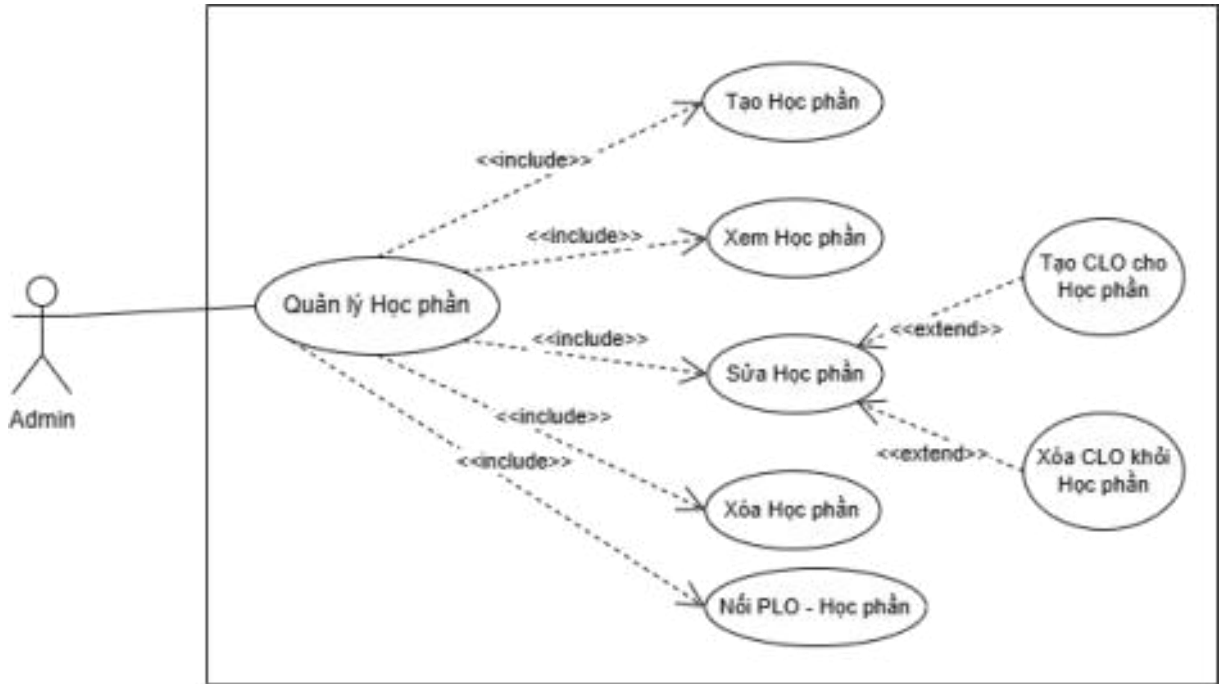 Tạo Học phần
<<include>>
<<include>>
Xem Học phần
Tạo CLO cho
Học phần
Quản lý Học phần
<<include>>
<<extend>>
Sửa Học phần
Admin
<<include>>
<<extend>>
Xóa CLO khỏi
Học phần
<<include>>
Xóa Học phần
Nối PLO - Học phần